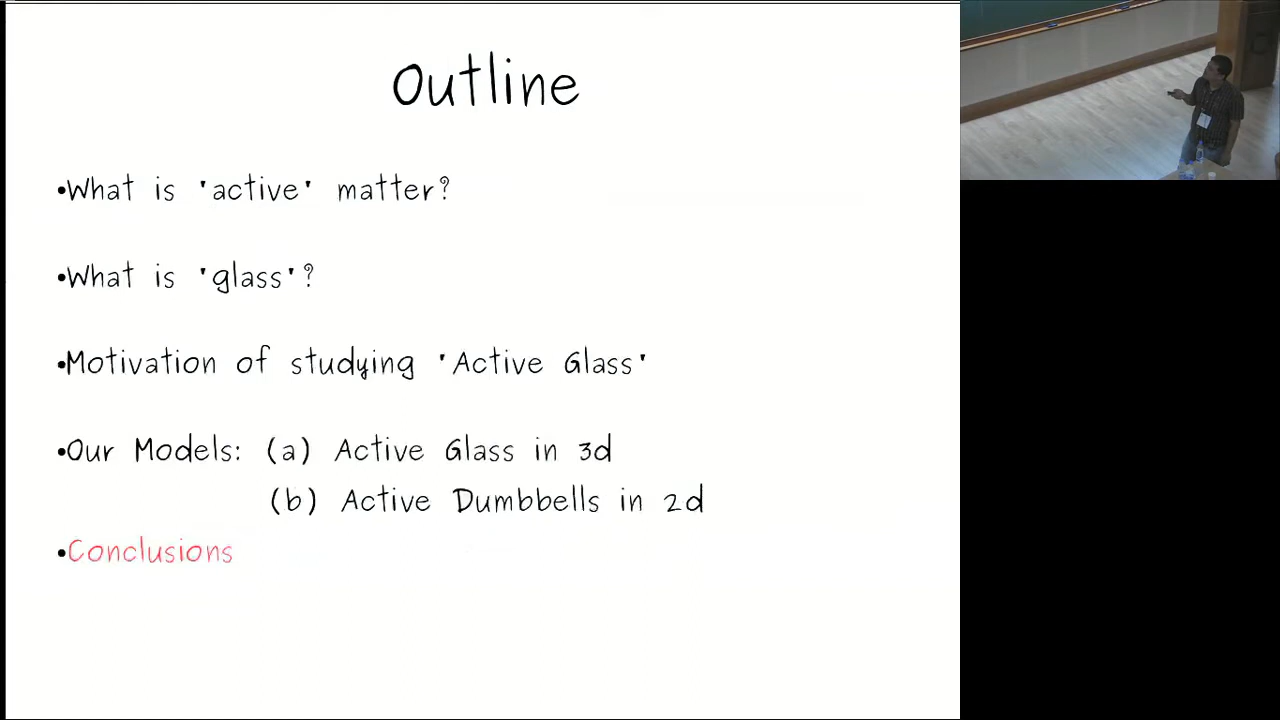 Outline
•What is 'active' matter?
•What is 'glass'?
•Motivation of studying 'Active Glass'
•Our Models: (a) Active Glass in 3d
(b) Active Dumbbells in 2d
•Conclusions